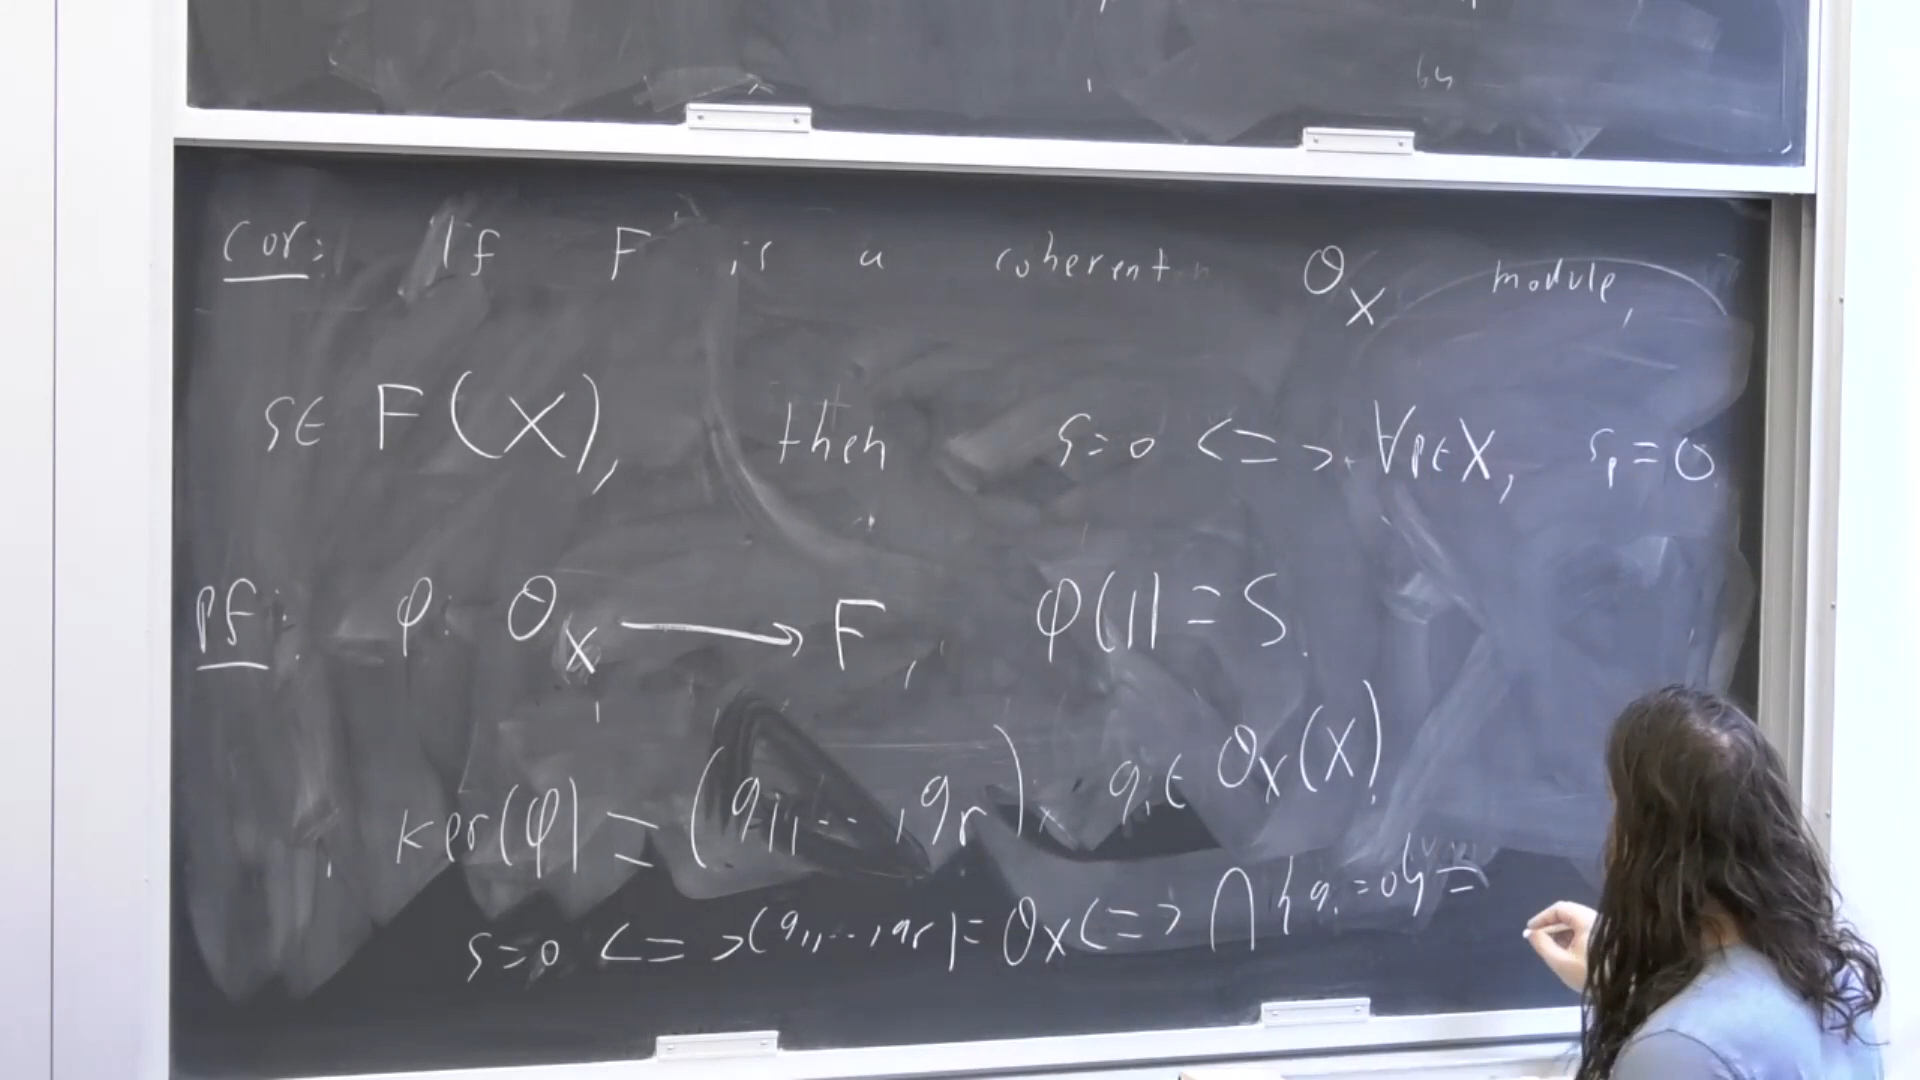 by
Cor: If F is a coherent O_X module,
s∈ F(X), then s=0 <=> ∀p∈X, s_p=0.
Pf: φ: O_X → F, φ(1)=S.
ker(φ) = (g_1,...,g_r), g_i∈ O_X(X).
s=0 <=> (g_1,...,g_r)= O_X <=> ∩{g_i=0}=